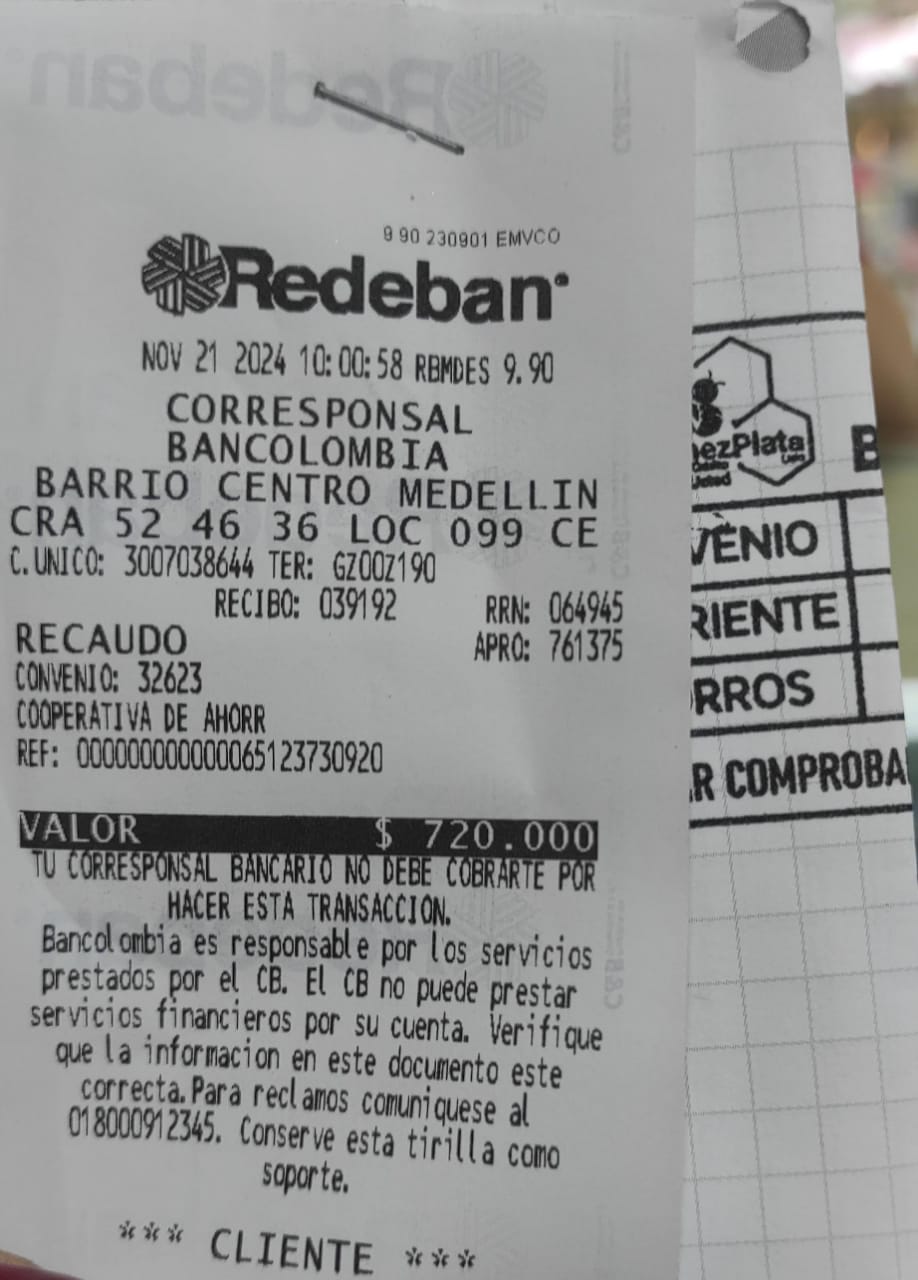 Redeban
9 90 230901 EMVCO
Redeban
NOV 21 2024 10:00:58 RBMDES 9.90
CORRESPONSAL
BANCOLOMBIA
BARRIO CENTRO MEDELLIN
CRA 52 46 36 LOC 099 CE
C.UNICO: 3007038644 TER: GZ00Z190
RECIBO: 039192 RRN: 064945
RECAUDO APRO: 761375
CONVENIO: 32623
COOPERATIVA DE AHORR
REF: 000000000000065123730920
VALOR $ 720.000
TU CORRESPONSAL BANCARIO NO DEBE COBRARTE POR
HACER ESTA TRANSACCION.
Bancolombia es responsable por los servicios
prestados por el CB. El CB no puede prestar
servicios financieros por su cuenta. Verifique
que la informacion en este documento este
correcta.Para reclamos comuniquese al
018000912345. Conserve esta tirilla como
soporte.
*** CLIENTE ***
ezPlata
B
VENIO
RIENTE
RROS
R COMPROBA